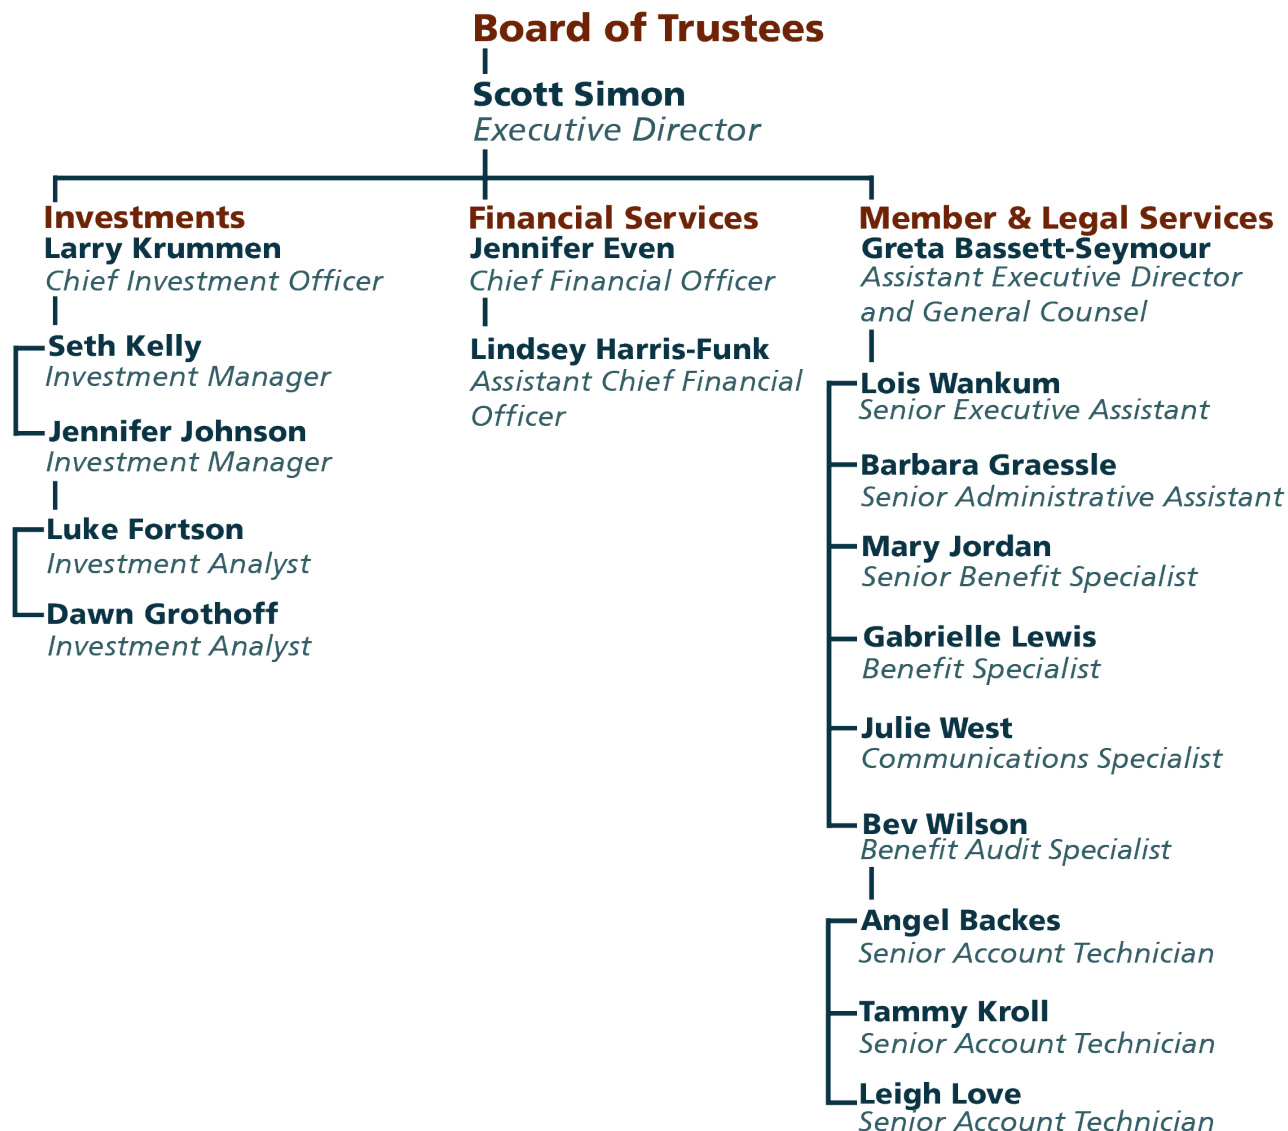 Board of Trustees
Scott Simon
Executive Director
Investments
Larry Krummen
Chief Investment Officer
Seth Kelly
Investment Manager
Jennifer Johnson
Investment Manager
Luke Fortson
Investment Analyst
Dawn Grothoff
Investment Analyst
Financial Services
Jennifer Even
Chief Financial Officer
Lindsey Harris-Funk
Assistant Chief Financial
Officer
Member & Legal Services
Greta Bassett-Seymour
Assistant Executive Director
and General Counsel
Lois Wankum
Senior Executive Assistant
Barbara Graessle
Senior Administrative Assistant
Mary Jordan
Senior Benefit Specialist
Gabrielle Lewis
Benefit Specialist
Julie West
Communications Specialist
Bev Wilson
Benefit Audit Specialist
Angel Backes
Senior Account Technician
Tammy Kroll
Senior Account Technician
Leigh Love
Senior Account Technician